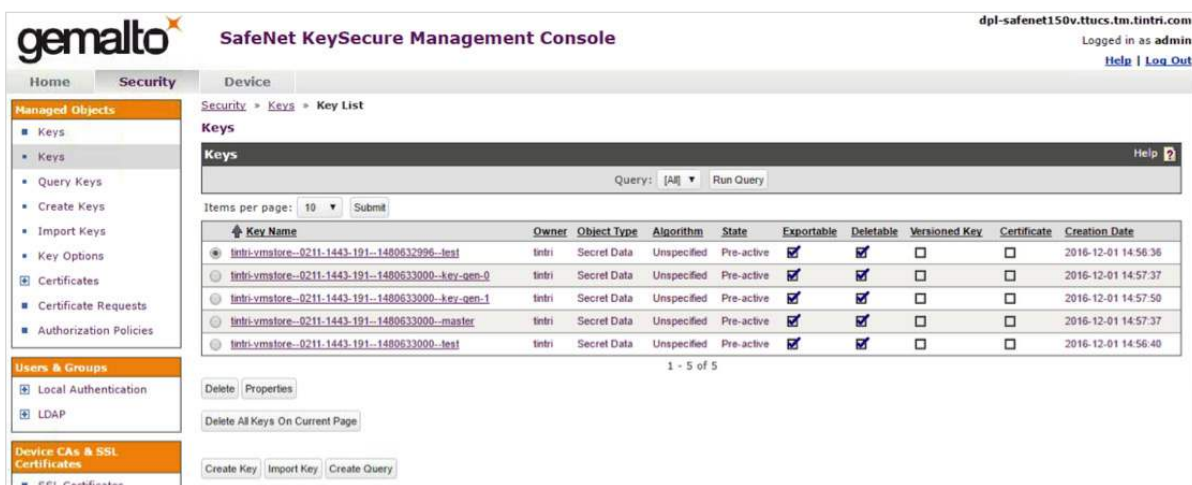 gemalto
SafeNet KeySecure Management Console
dpl-safenet150v.ttucs.tm.tintri.com
Logged in as admin
Help | Log Out
Home Security Device
Managed Objects
Keys
Keys
Query Keys
Create Keys
Import Keys
Key Options
Certificates
Certificate Requests
Authorization Policies
Users & Groups
Local Authentication
LDAP
Device CAs & SSL
Certificates
SSL Certificates
Security » Keys » Key List
Keys
Keys Help ?
Query: [All] Run Query
Items per page: 10 Submit
Key Name Owner Object Type Algorithm State Exportable Deletable Versioned Key Certificate Creation Date
tintri-vmstore--0211-1443-191--1480632996--test tintri Secret Data Unspecified Pre-active 2016-12-01 14:56:36
tintri-vmstore--0211-1443-191--1480633000--key-gen-0 tintri Secret Data Unspecified Pre-active 2016-12-01 14:57:37
tintri-vmstore--0211-1443-191--1480633000--key-gen-1 tintri Secret Data Unspecified Pre-active 2016-12-01 14:57:50
tintri-vmstore--0211-1443-191--1480633000--master tintri Secret Data Unspecified Pre-active 2016-12-01 14:57:37
tintri-vmstore--0211-1443-191--1480633000--test tintri Secret Data Unspecified Pre-active 2016-12-01 14:56:40
1 - 5 of 5
Delete Properties
Delete All Keys On Current Page
Create Key Import Key Create Query